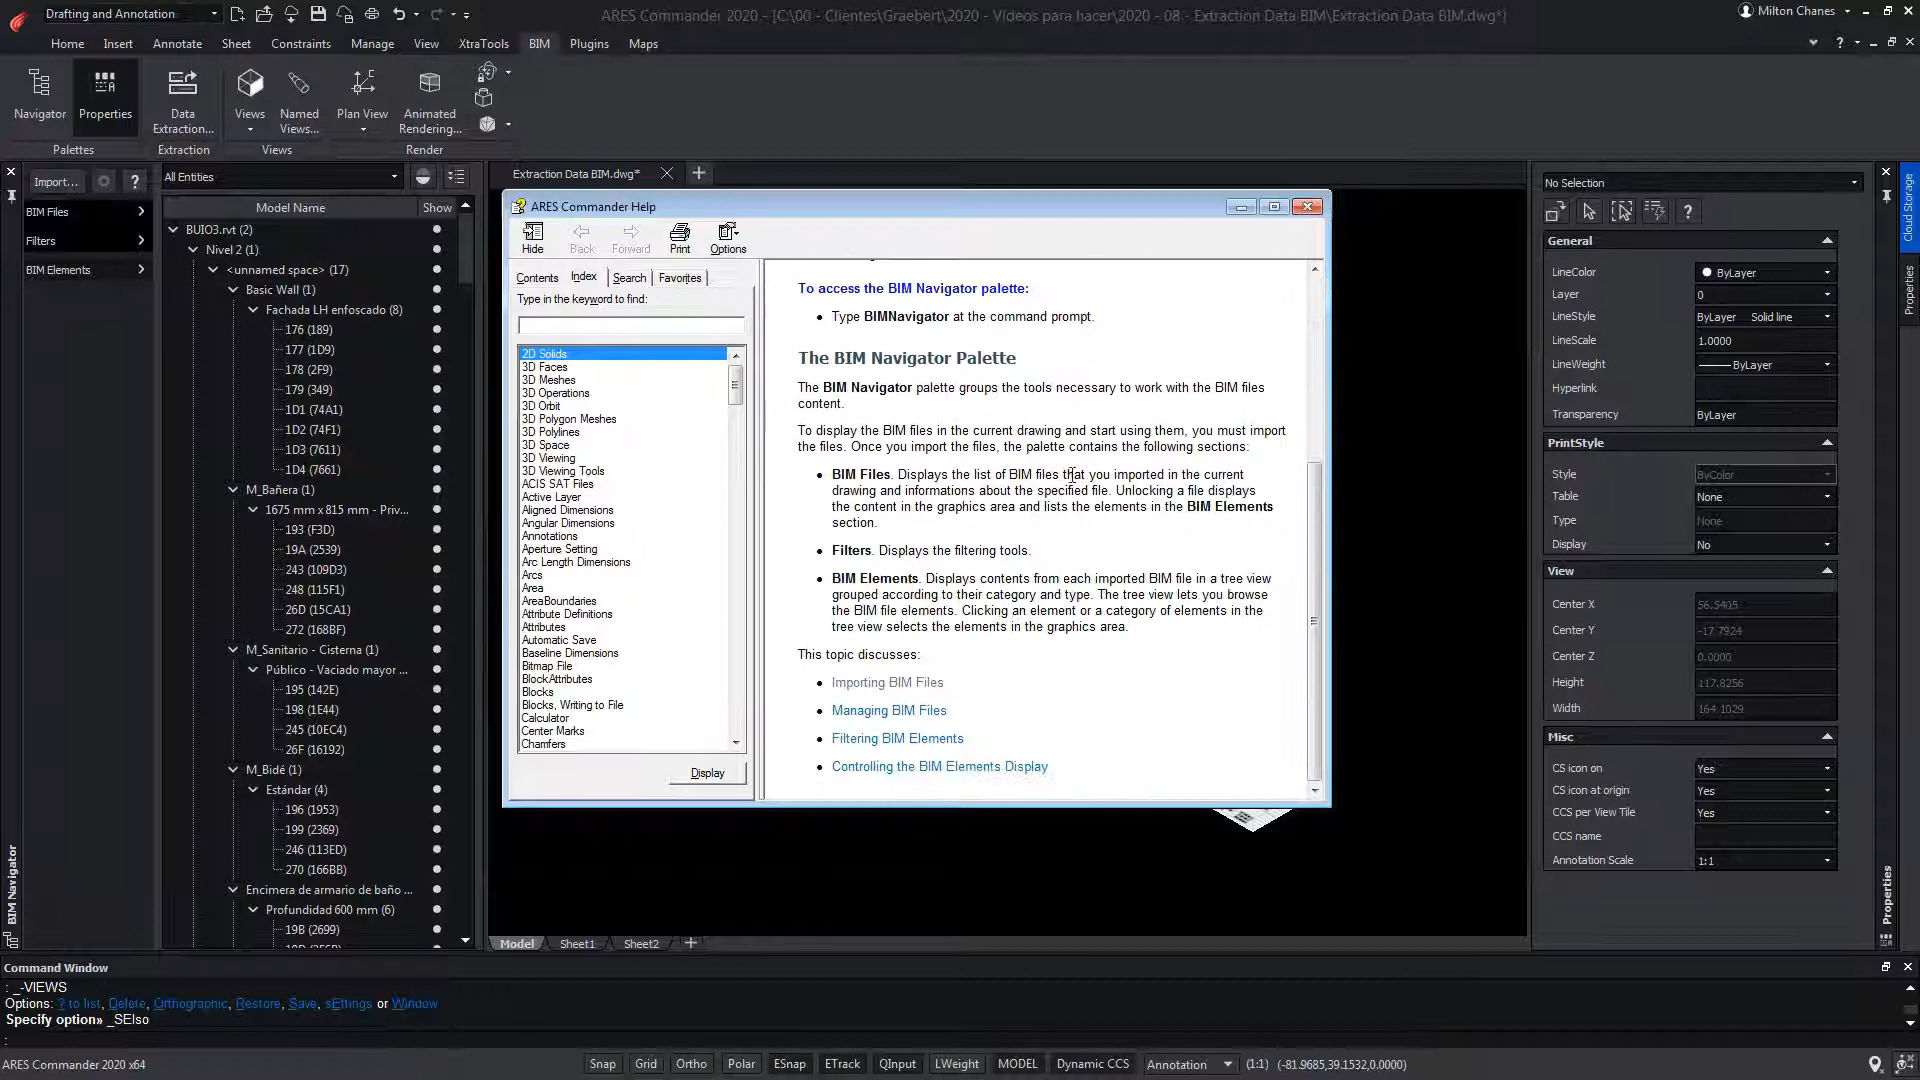 Drafting and Annotation
ARES Commander 2020 - [C:\00 - Clientes\Graebert\2020 - Videos para hacer\2020 - 08 - Extraction Data BIM\Extraction Data BIM.dwg*]
Milton Chanes
Home Insert Annotate Sheet Constraints Manage View XtraTools BIM Plugins Maps
Navigator Properties Data Extraction... Views Named Views... Plan View Animated Rendering...
Palettes Extraction Views Render
Import... ? All Entities
BIM Files
Filters
BIM Elements
Model Name Show
BUIO3.rvt (2)
Nivel 2 (1)
<unnamed space> (17)
Basic Wall (1)
Fachada LH enfoscado (8)
176 (189)
177 (1D9)
178 (2F9)
179 (349)
1D1 (74A1)
1D2 (74F1)
1D3 (7611)
1D4 (7661)
M_Bañera (1)
1675 mm x 815 mm - Priv...
193 (F3D)
19A (2539)
243 (109D3)
248 (115F1)
26D (15CA1)
272 (168BF)
M_Sanitario - Cisterna (1)
Público - Vaciado mayor ...
195 (142E)
198 (1E44)
245 (10EC4)
26F (16192)
M_Bidé (1)
Estándar (4)
196 (1953)
199 (2369)
246 (113ED)
270 (166BB)
Encimera de armario de baño ...
Profundidad 600 mm (6)
19B (2699)
BIM Navigator
Extraction Data BIM.dwg*
ARES Commander Help
Hide Back Forward Print Options
Contents Index Search Favorites
Type in the keyword to find:
2D Solids
3D Faces
3D Meshes
3D Operations
3D Orbit
3D Polygon Meshes
3D Polylines
3D Space
3D Viewing
3D Viewing Tools
ACIS SAT Files
Active Layer
Aligned Dimensions
Angular Dimensions
Annotations
Aperture Setting
Arc Length Dimensions
Arcs
Area
AreaBoundaries
Attribute Definitions
Attributes
Automatic Save
Baseline Dimensions
Bitmap File
BlockAttributes
Blocks
Blocks, Writing to File
Calculator
Center Marks
Chamfers
Display
To access the BIM Navigator palette:
• Type BIMNavigator at the command prompt.
The BIM Navigator Palette
The BIM Navigator palette groups the tools necessary to work with the BIM files
content.
To display the BIM files in the current drawing and start using them, you must import
the files. Once you import the files, the palette contains the following sections:
• BIM Files. Displays the list of BIM files that you imported in the current
drawing and informations about the specified file. Unlocking a file displays
the content in the graphics area and lists the elements in the BIM Elements
section.
• Filters. Displays the filtering tools.
• BIM Elements. Displays contents from each imported BIM file in a tree view
grouped according to their category and type. The tree view lets you browse
the BIM file elements. Clicking an element or a category of elements in the
tree view selects the elements in the graphics area.
This topic discusses:
• Importing BIM Files
• Managing BIM Files
• Filtering BIM Elements
• Controlling the BIM Elements Display
Model Sheet1 Sheet2
No Selection
General
LineColor ByLayer
Layer 0
LineStyle ByLayer Solid line
LineScale 1.0000
LineWeight ByLayer
Hyperlink
Transparency ByLayer
PrintStyle
Style ByColor
Table None
Type None
Display No
View
Center X 56.5405
Center Y -17.7924
Center Z 0.0000
Height 117.8256
Width 164.1029
Misc
CS icon on Yes
CS icon at origin Yes
CCS per View Tile Yes
CCS name
Annotation Scale 1:1
Properties
Cloud Storage
Properties
Command Window
: _-VIEWS
Options: ? to list, Delete, Orthographic, Restore, Save, sEttings or Window
Specify option» _SEIso
:
ARES Commander 2020 x64
Snap Grid Ortho Polar ESnap ETrack QInput LWeight MODEL Dynamic CCS Annotation (1:1) (-81.9685,39.1532,0.0000)